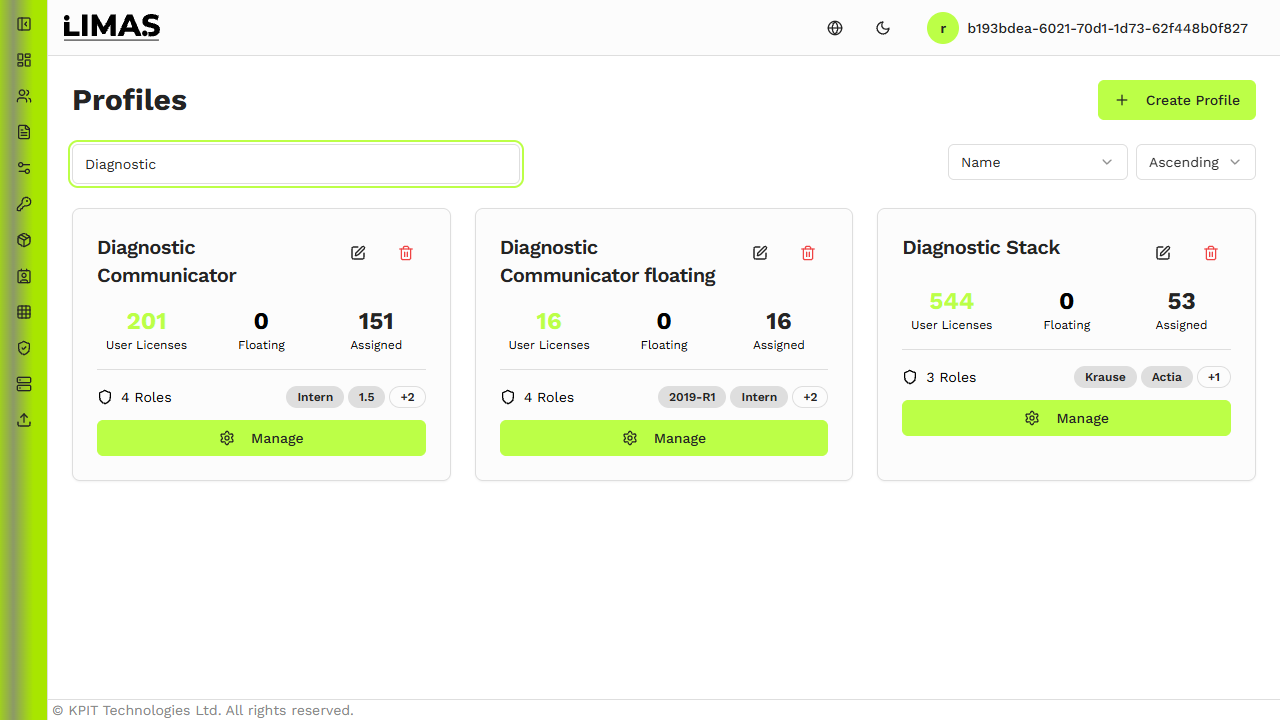 LIMAS
r
b193bdea-6021-70d1-1d73-62f448b0f827
Profiles
Create Profile
Diagnostic
Name
Ascending
Diagnostic
Communicator
201
User Licenses
0
Floating
151
Assigned
4 Roles
Intern
1.5
+2
Manage
Diagnostic
Communicator floating
16
User Licenses
0
Floating
16
Assigned
4 Roles
2019-R1
Intern
+2
Manage
Diagnostic Stack
544
User Licenses
0
Floating
53
Assigned
3 Roles
Krause
Actia
+1
Manage
© KPIT Technologies Ltd. All rights reserved.